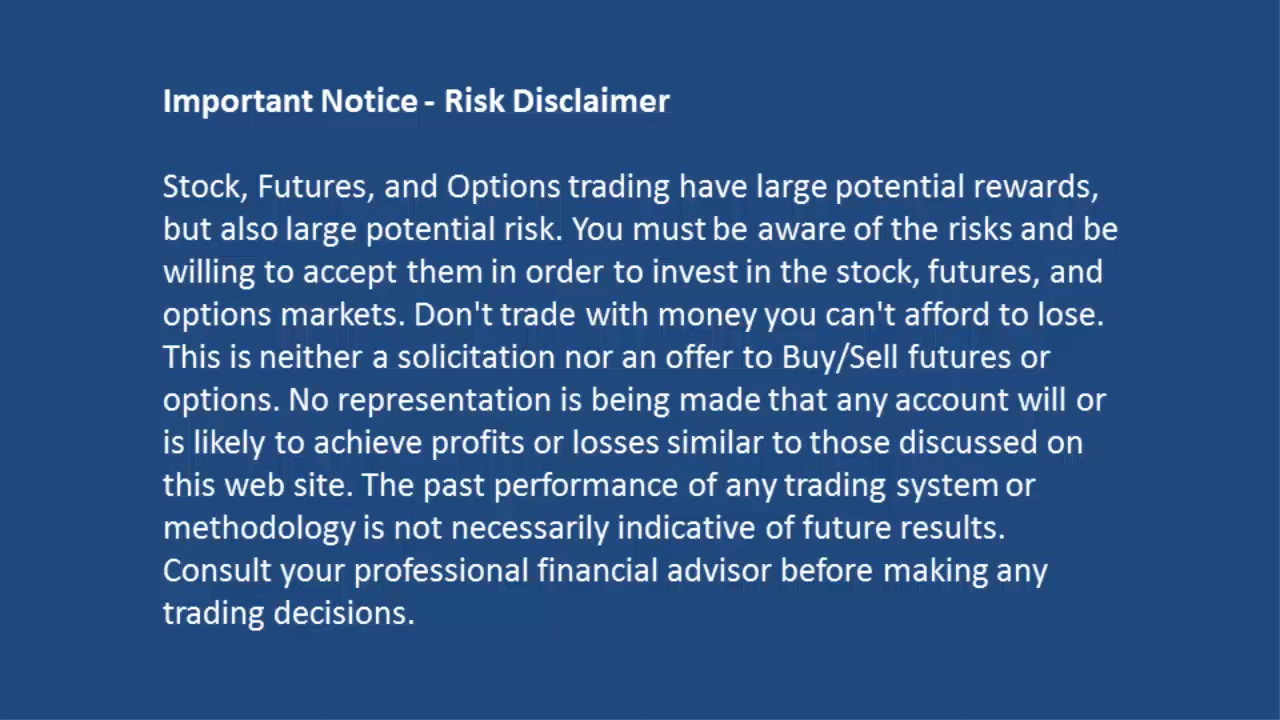 Important Notice - Risk Disclaimer
Stock, Futures, and Options trading have large potential rewards,
but also large potential risk. You must be aware of the risks and be
willing to accept them in order to invest in the stock, futures, and
options markets. Don't trade with money you can't afford to lose.
This is neither a solicitation nor an offer to Buy/Sell futures or
options. No representation is being made that any account will or
is likely to achieve profits or losses similar to those discussed on
this web site. The past performance of any trading system or
methodology is not necessarily indicative of future results.
Consult your professional financial advisor before making any
trading decisions.